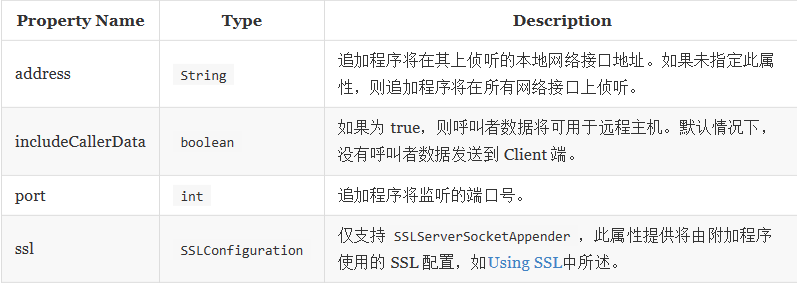 Property Name Type Description
address String 追加程序将在其上侦听的本地网络接口地址。如果未指定此属
性，则追加程序将在所有网络接口上侦听。
includeCallerData boolean 如果为 true，则呼叫者数据将可用于远程主机。默认情况下，
没有呼叫者数据发送到 Client 端。
port int 追加程序将监听的端口号。
ssl SSLConfiguration 仅支持 SSLServerSocketAppender ，此属性提供将由附加程序
使用的 SSL 配置，如Using SSL中所述。